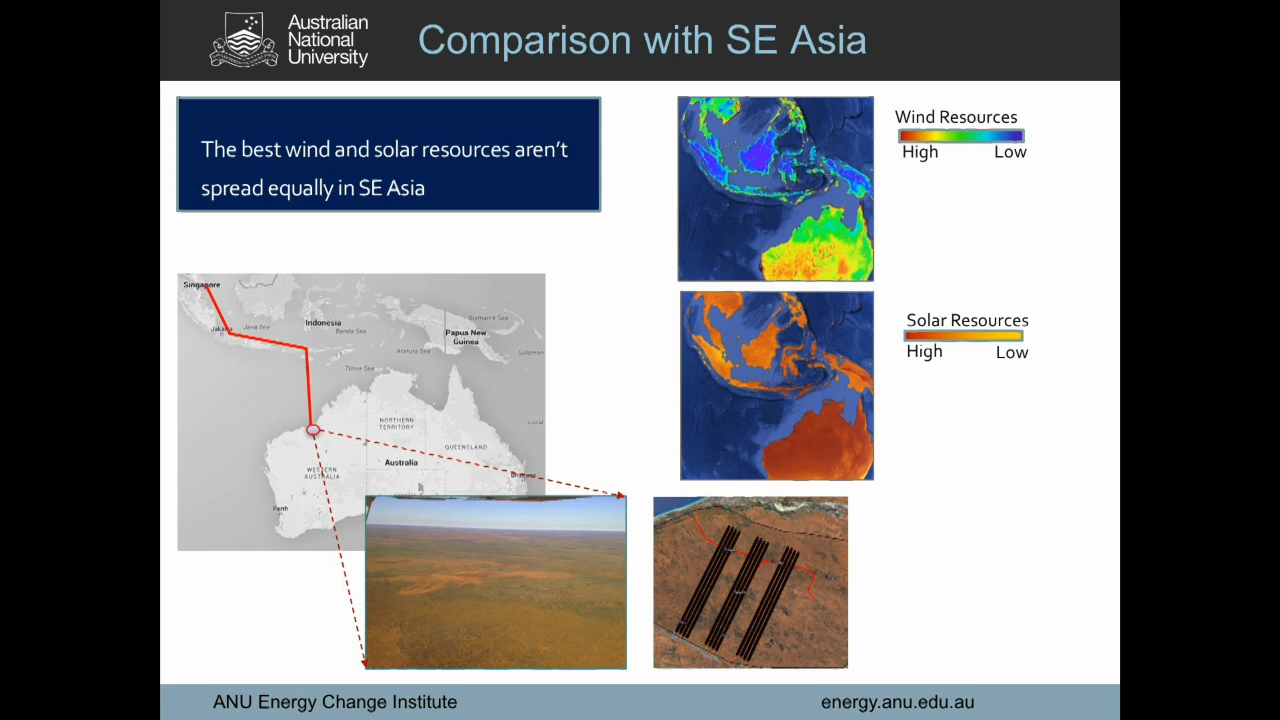 Australian
National
University
Comparison with SE Asia
The best wind and solar resources aren't
spread equally in SE Asia
Wind Resources
High Low
Solar Resources
High Low
Singapore
Jakarta
Java Sea
Indonesia
Banda Sea
Bismarck Sea
Papua New
Guinea
Arafura Sea
Solomon
Timor Sea
Coral
NORTHERN
TERRITORY
QUEENSLAND
Australia
WESTERN
AUSTRALIA
Perth
ANU Energy Change Institute
energy.anu.edu.au